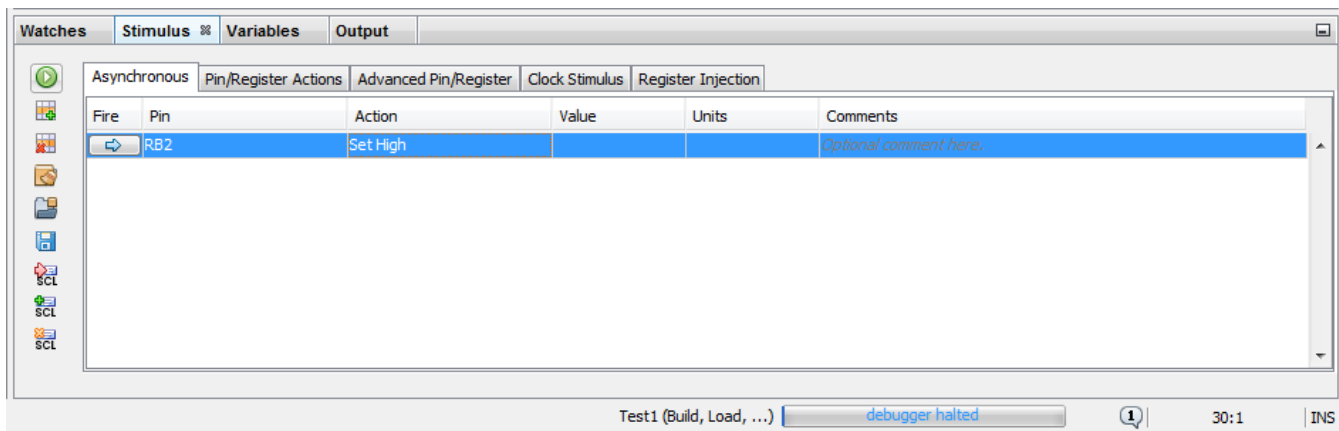 Watches Stimulus Variables Output
Asynchronous Pin/Register Actions Advanced Pin/Register Clock Stimulus Register Injection
Fire Pin Action Value Units Comments
RB2 Set High Optional comment here.
SCL
SCL
SCL
Test1 (Build, Load, ...) debugger halted 1 30:1 INS